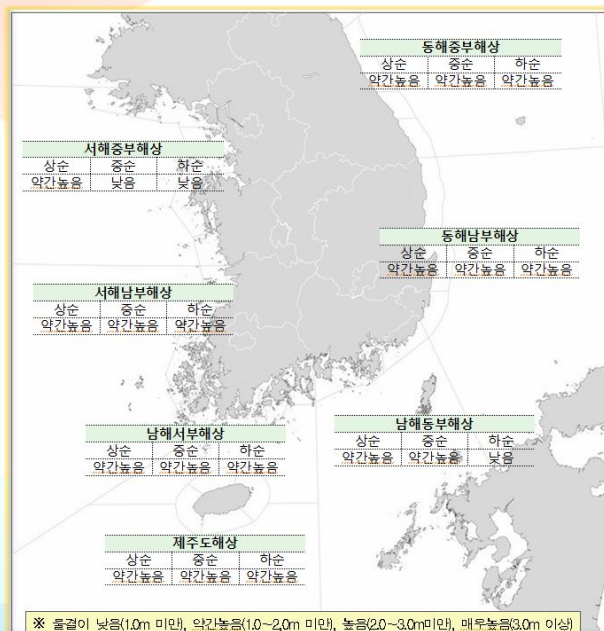 동해중부해상
상순 중순 하순
약간높음 약간높음 약간높음
서해중부해상
상순 중순 하순
약간높음 낮음 낮음
동해남부해상
상순 중순 하순
약간높음 약간높음 약간높음
서해남부해상
상순 중순 하순
약간높음 약간높음 약간높음
남해동부해상
상순 중순 하순
약간높음 약간높음 낮음
남해서부해상
상순 중순 하순
약간높음 약간높음 약간높음
제주도해상
상순 중순 하순
약간높음 약간높음 약간높음
※ 물결이 낮음(1.0m 미만), 약간높음(1.0~2.0m 미만), 높음(2.0~3.0m미만), 매우높음(3.0m 이상)